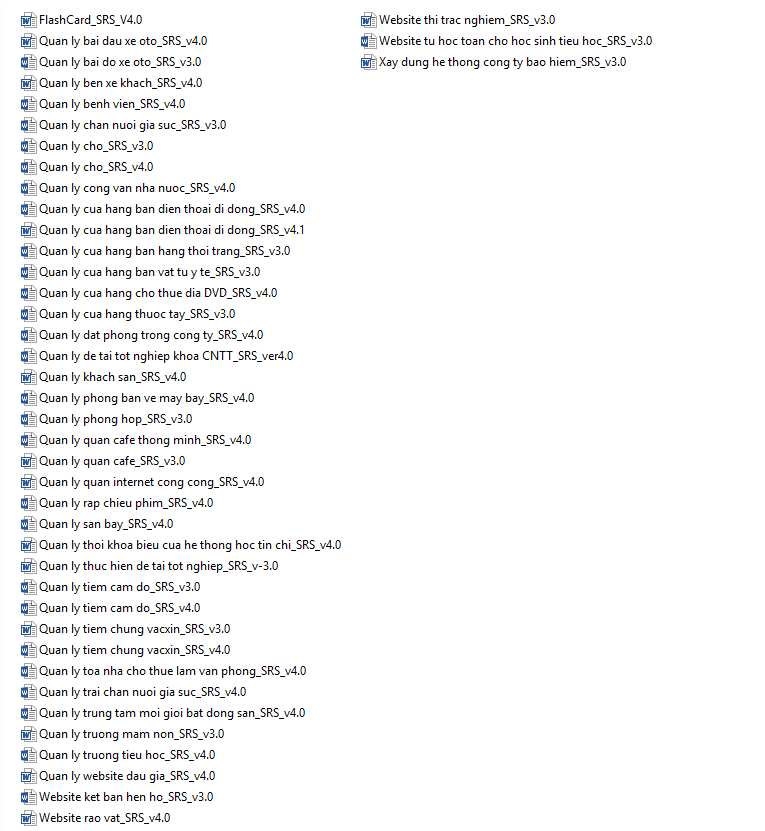 FlashCard_SRS_V4.0
Quan ly bai dau xe oto_SRS_v4.0
Quan ly bai do xe oto_SRS_v3.0
Quan ly ben xe khach_SRS_v4.0
Quan ly benh vien_SRS_v4.0
Quan ly chan nuoi gia suc_SRS_v3.0
Quan ly cho_SRS_v3.0
Quan ly cho_SRS_v4.0
Quan ly cong van nha nuoc_SRS_v4.0
Quan ly cua hang ban dien thoai di dong_SRS_v4.0
Quan ly cua hang ban dien thoai di dong_SRS_v4.1
Quan ly cua hang ban hang thoi trang_SRS_v3.0
Quan ly cua hang ban vat tu y te_SRS_v3.0
Quan ly cua hang cho thue dia DVD_SRS_v4.0
Quan ly cua hang thuoc tay_SRS_v3.0
Quan ly dat phong trong cong ty_SRS_v4.0
Quan ly de tai tot nghiep khoa CNTT_SRS_ver4.0
Quan ly khach san_SRS_v4.0
Quan ly phong ban ve may bay_SRS_v4.0
Quan ly phong hop_SRS_v3.0
Quan ly quan cafe thong minh_SRS_v4.0
Quan ly quan cafe_SRS_v3.0
Quan ly quan internet cong cong_SRS_v4.0
Quan ly rap chieu phim_SRS_v4.0
Quan ly san bay_SRS_v4.0
Quan ly thoi khoa bieu cua he thong hoc tin chi_SRS_v4.0
Quan ly thuc hien de tai tot nghiep_SRS_v-3.0
Quan ly tiem cam do_SRS_v3.0
Quan ly tiem cam do_SRS_v4.0
Quan ly tiem chung vacxin_SRS_v3.0
Quan ly tiem chung vacxin_SRS_v4.0
Quan ly toa nha cho thue lam van phong_SRS_v4.0
Quan ly trai chan nuoi gia suc_SRS_v4.0
Quan ly trung tam moi gioi bat dong san_SRS_v4.0
Quan ly truong mam non_SRS_v3.0
Quan ly truong tieu hoc_SRS_v4.0
Quan ly website dau gia_SRS_v4.0
Website ket ban hen ho_SRS_v3.0
Website rao vat_SRS_v4.0
Website thi trac nghiem_SRS_v3.0
Website tu hoc toan cho hoc sinh tieu hoc_SRS_v3.0
Xay dung he thong cong ty bao hiem_SRS_v3.0